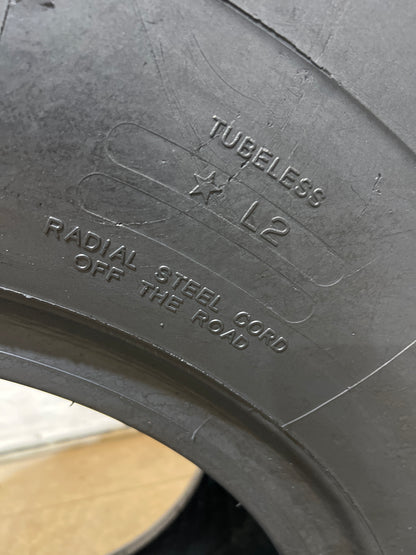 TUBELESS
☆ L2
RADIAL STEEL CORD
OFF THE ROAD